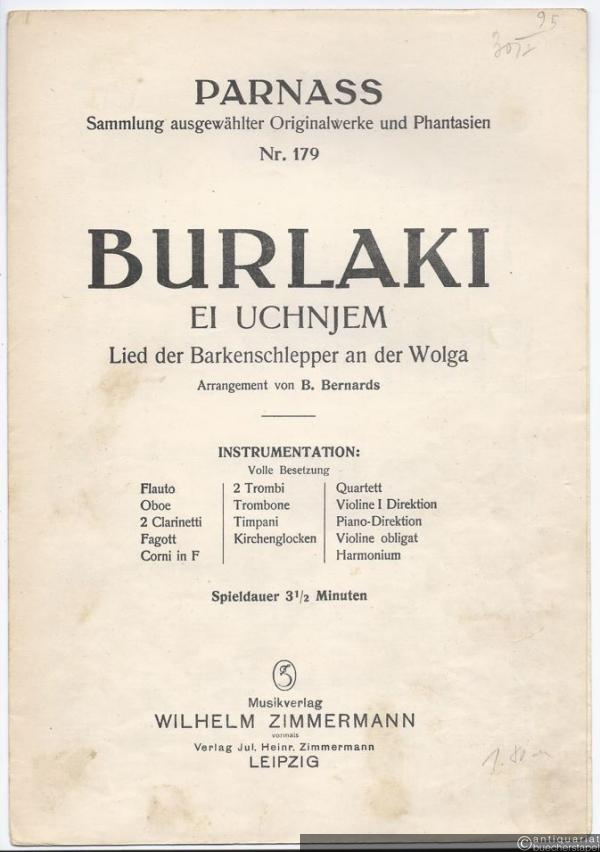 95
PARNASS
Sammlung ausgewählter Originalwerke und Phantasien
Nr. 179
BURLAKI
EI UCHNJEM
Lied der Barkenschlepper an der Wolga
Arrangement von B. Bernards
INSTRUMENTATION:
Volle Besetzung
Flauto
Oboe
2 Clarinetti
Fagott
Corni in F
2 Trombi
Trombone
Timpani
Kirchenglocken
Quartett
Violine I Direktion
Piano-Direktion
Violine obligat
Harmonium
Spieldauer 3 1/2 Minuten
Musikverlag
WILHELM ZIMMERMANN
vormals
Verlag Jul. Heinr. Zimmermann
LEIPZIG
©antiquariat
buecherstapel